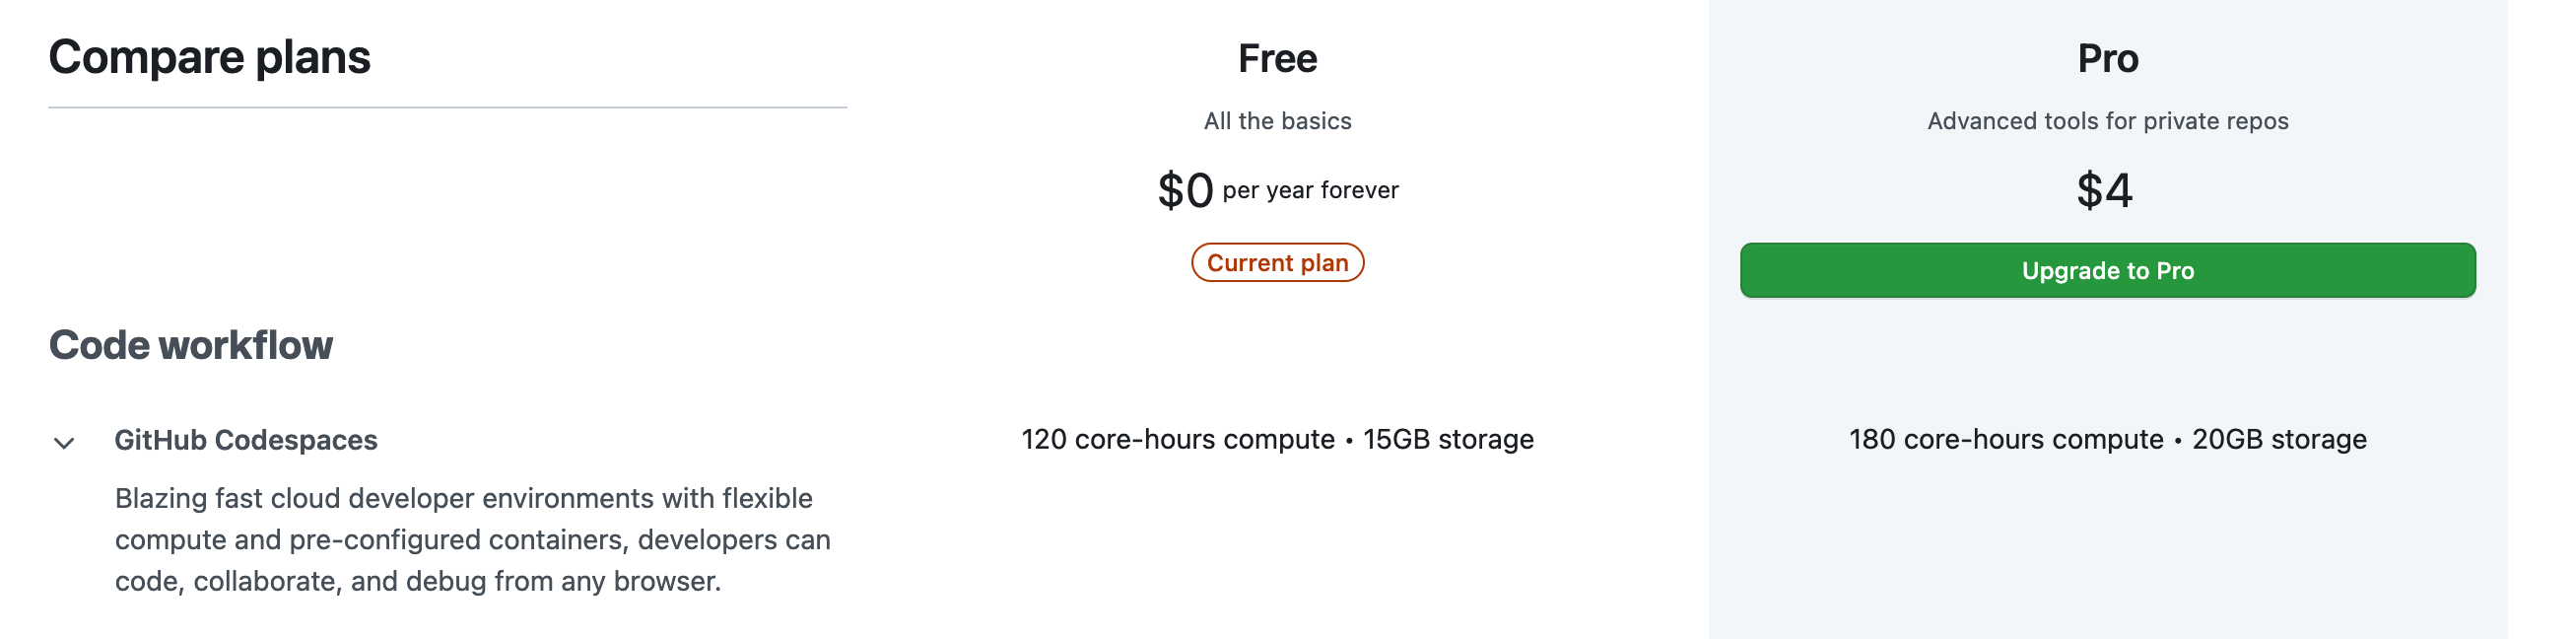 Compare plans
Free
All the basics
$0 per year forever
Current plan
Pro
Advanced tools for private repos
$4
Upgrade to Pro
Code workflow
GitHub Codespaces
120 core-hours compute • 15GB storage
180 core-hours compute • 20GB storage
Blazing fast cloud developer environments with flexible
compute and pre-configured containers, developers can
code, collaborate, and debug from any browser.